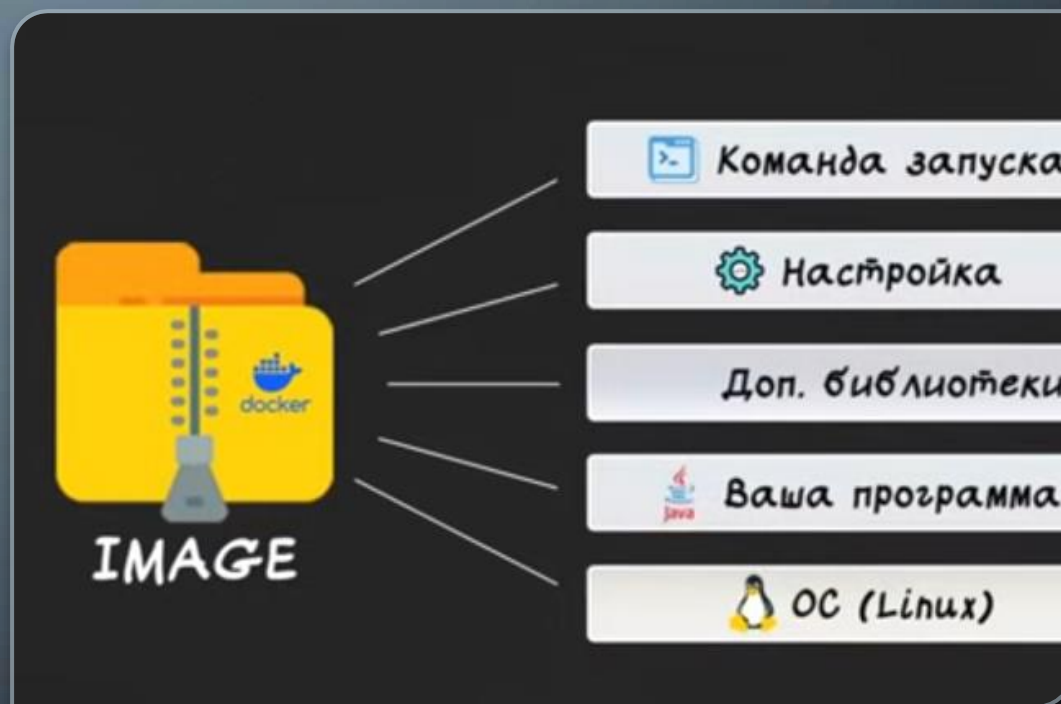 Команда запуска
Настройка
docker
Доп. библиотеки
java
Ваша программа
IMAGE
ОС (Linux)